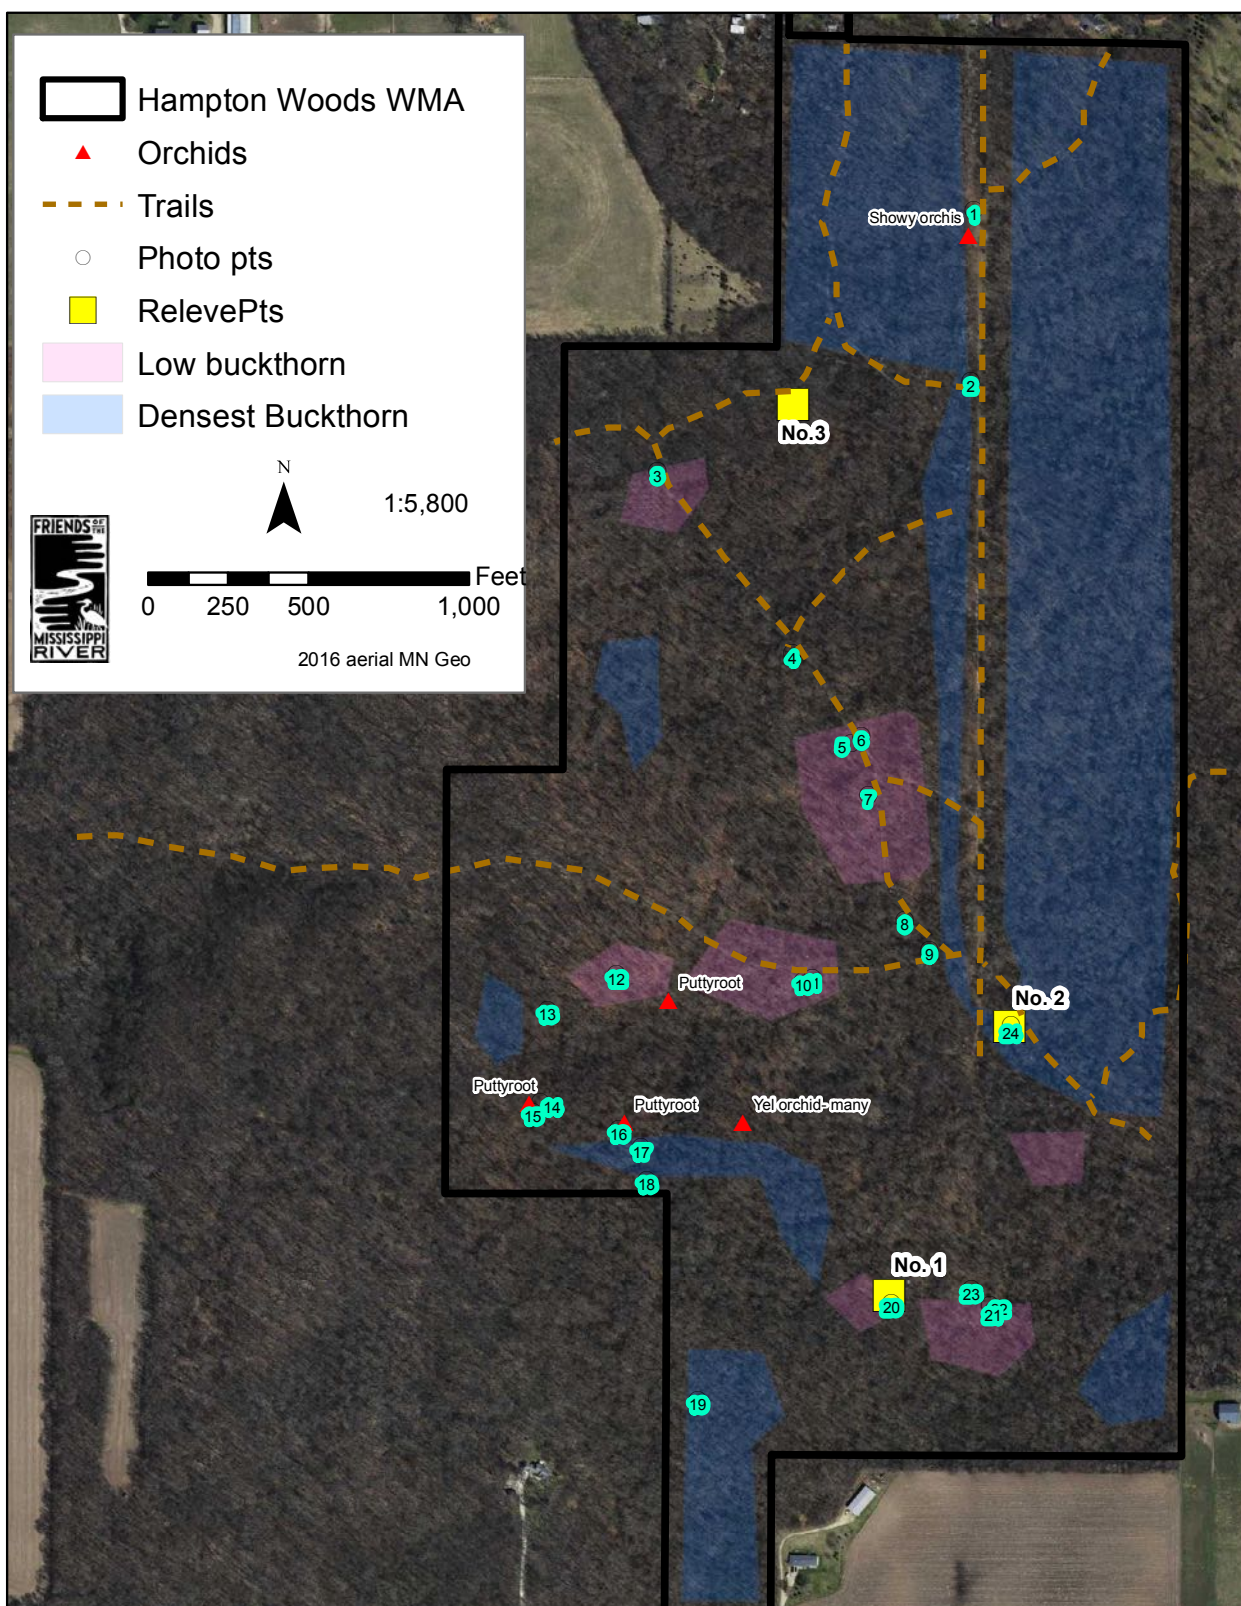 Hampton Woods WMA
Orchids
Trails
Photo pts
RelevePts
Low buckthorn
Densest Buckthorn
N
1:5,800
FRIENDS OF THE
MISSISSIPPI
RIVER
Feet
0 250 500 1,000
2016 aerial MN Geo
1
Showy orchis
2
No.3
3
4
5
6
7
8
9
12
Puttyroot
10
1
13
No. 2
24
Puttyroot
14
15
Puttyroot
16
Yel orchid- many
17
18
No. 1
20
23
21
2
19